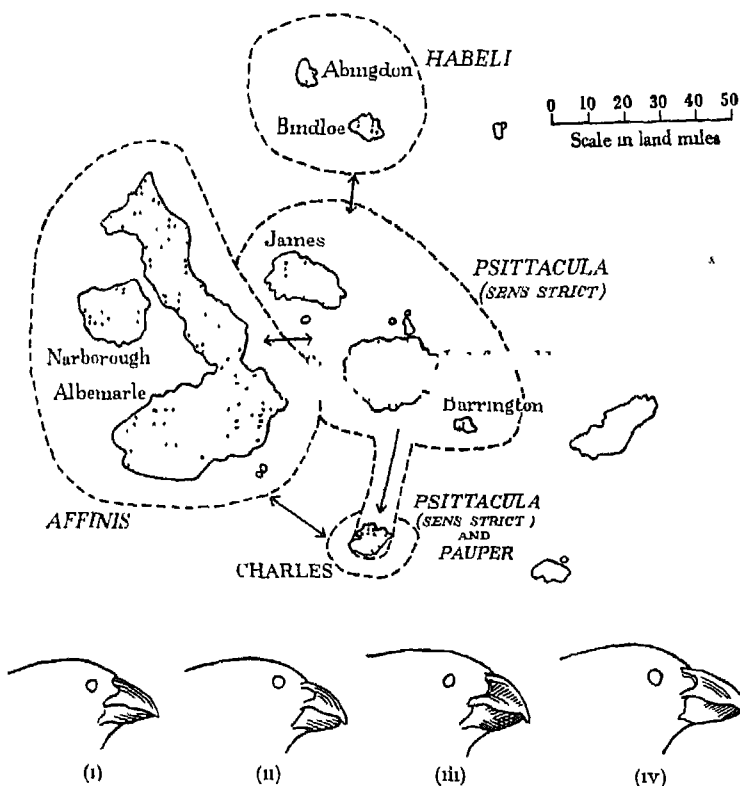 HABELI
Abingdon
Bindloe
0 10 20 30 40 50
Scale in land miles
James
PSITTACULA
(SENS STRICT)
Narborough
Albemarle
Barrington
AFFINIS
PSITTACULA
(SENS STRICT)
AND
PAUPER
CHARLES
(i) (ii) (iii) (iv)